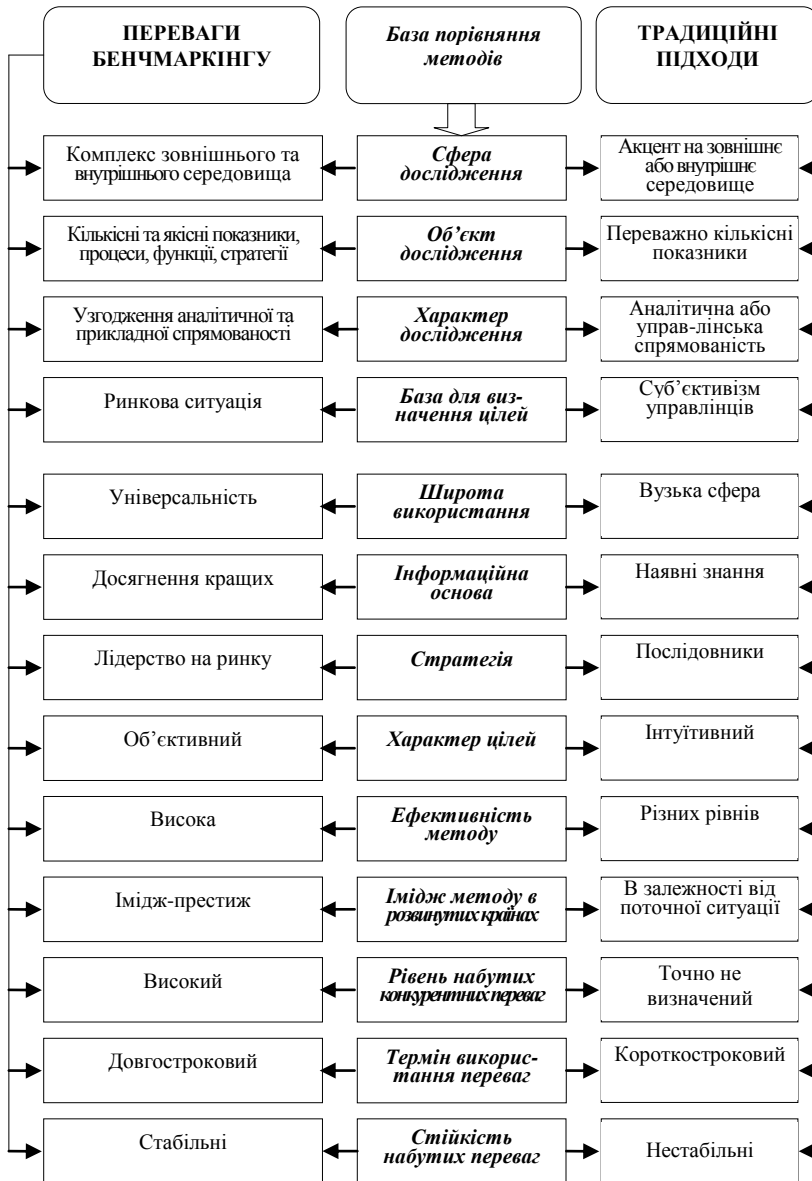 ПЕРЕВАГИ
БЕНЧМАРКІНГУ
База порівняння
методів
ТРАДИЦІЙНІ
ПІДХОДИ
Комплекс зовнішнього та
внутрішнього середовища
Сфера
дослідження
Акцент на зовнішнє
або внутрішнє
середовище
Кількісні та якісні показники,
процеси, функції, стратегії
Об’єкт
дослідження
Переважно кількісні
показники
Узгодження аналітичної та
прикладної спрямованості
Характер
дослідження
Аналітична або
управ-лінська
спрямованість
Ринкова ситуація
База для виз-
начення цілей
Суб’єктивізм
управлінців
Універсальність
Широта
використання
Вузька сфера
Досягнення кращих
Інформаційна
основа
Наявні знання
Лідерство на ринку
Стратегія
Послідовники
Об’єктивний
Характер цілей
Інтуїтивний
Висока
Ефективність
методу
Різних рівнів
Імідж-престиж
Імідж методу в
розвинутих країнах
В залежності від
поточної ситуації
Високий
Рівень набутих
конкурентних переваг
Точно не
визначений
Довгостроковий
Термін викорис-
тання переваг
Короткостроковий
Стабільні
Стійкість
набутих переваг
Нестабільні